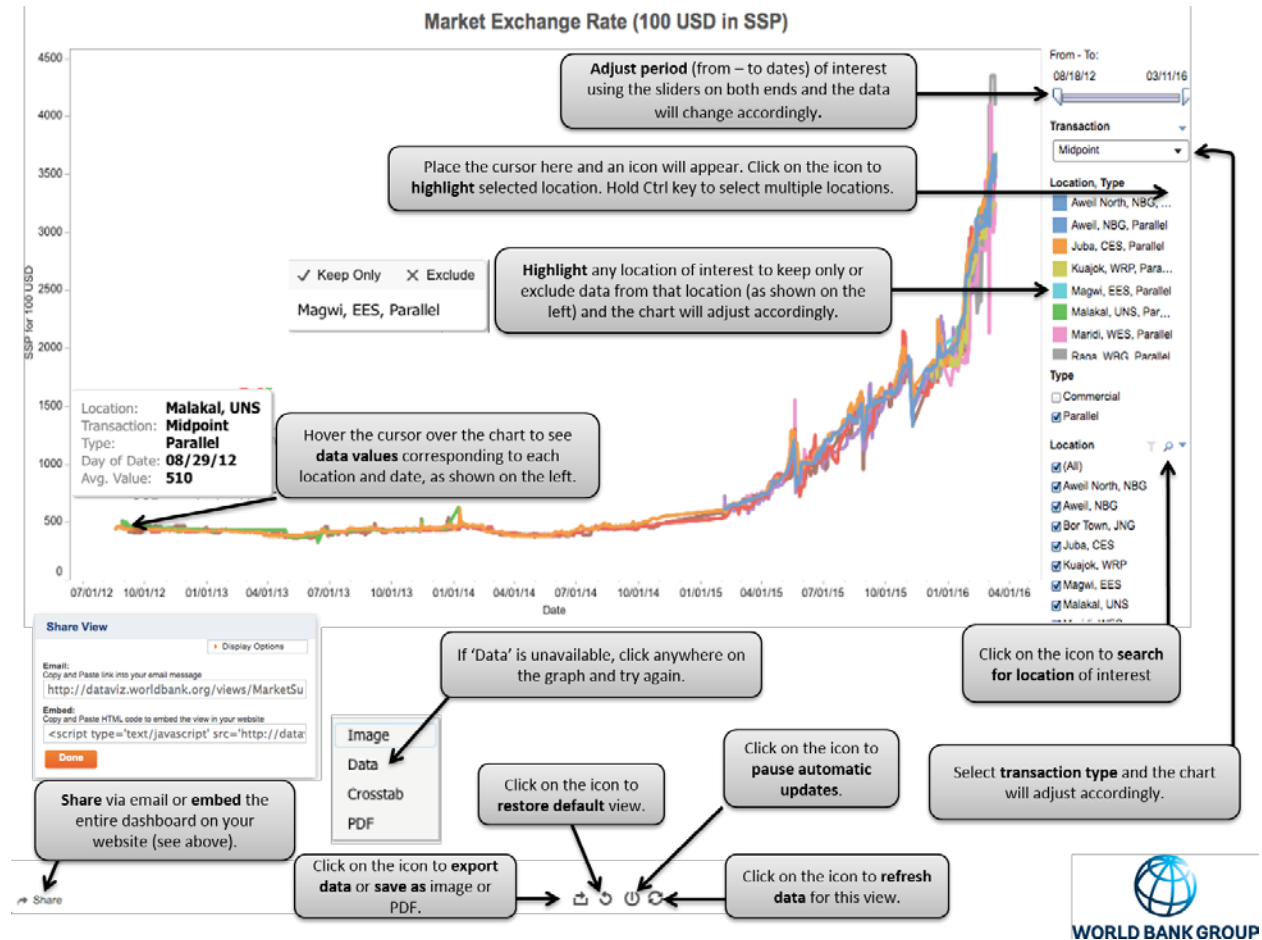 Market Exchange Rate (100 USD in SSP)
4500
4000
3500
3000
2500
2000
1500
1000
500
0
SSP for 100 USD
07/01/12 10/01/12 01/01/13 04/01/13 07/01/13 10/01/13 01/01/14 04/01/14 07/01/14 10/01/14 01/01/15 04/01/15 07/01/15 10/01/15 01/01/16 04/01/16
Date
Adjust period (from – to dates) of interest
using the sliders on both ends and the data
will change accordingly.
Place the cursor here and an icon will appear. Click on the icon to
highlight selected location. Hold Ctrl key to select multiple locations.
Keep Only Exclude
Magwi, EES, Parallel
Highlight any location of interest to keep only or
exclude data from that location (as shown on the
left) and the chart will adjust accordingly.
Location: Malakal, UNS
Transaction: Midpoint
Type: Parallel
Day of Date: 08/29/12
Avg. Value: 510
Hover the cursor over the chart to see
data values corresponding to each
location and date, as shown on the left.
From - To:
08/18/12 03/11/16
Transaction
Midpoint
Location, Type
Aweil North, NBG, ...
Aweil, NBG, Parallel
Juba, CES, Parallel
Kuajok, WRP, Para...
Magwi, EES, Parallel
Malakal, UNS, Par...
Maridi, WES, Parallel
Raga, WBG, Parallel
Type
Commercial
Parallel
Location
(All)
Aweil North, NBG
Aweil, NBG
Bor Town, JNG
Juba, CES
Kuajok, WRP
Magwi, EES
Malakal, UNS
Share View
Display Options
Email:
Copy and Paste link into your email message
http://dataviz.worldbank.org/views/MarketSu
Embed:
Copy and Paste HTML code to embed the view in your website
<script type='text/javascript' src='http://data
Done
If 'Data' is unavailable, click anywhere on
the graph and try again.
Click on the icon to search
for location of interest
Image
Data
Crosstab
PDF
Click on the icon to
restore default view.
Click on the icon to
pause automatic
updates.
Select transaction type and the chart
will adjust accordingly.
Share via email or embed the
entire dashboard on your
website (see above).
Click on the icon to export
data or save as image or
PDF.
Click on the icon to refresh
data for this view.
Share
WORLD BANK GROUP